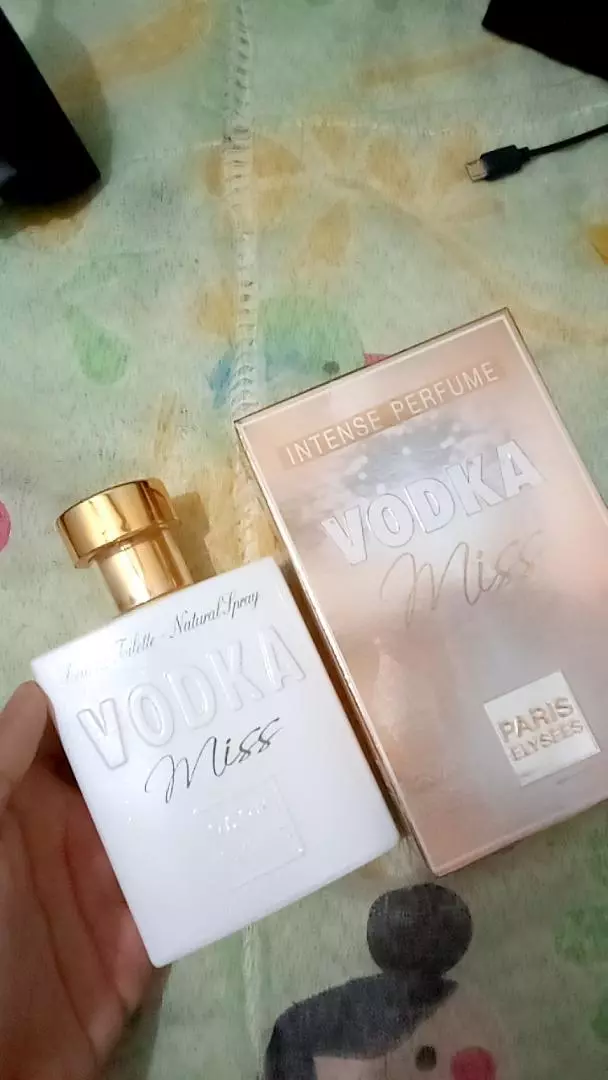 INTENSE PERFUME
VODKA
Miss
PARIS
ELYSEES
Natural Spray
VODKA
Miss